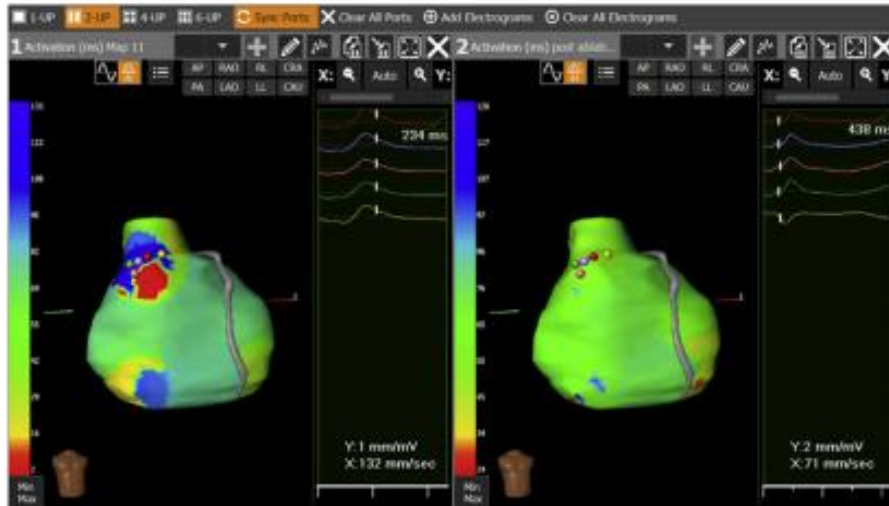 1-UP 2-UP 4-UP 6-UP Sync Ports Clear All Ports Add Electrograms Clear All Electrograms
1 Activation (ms) Map 11
AP RAO RL CRA
PA LAO LL CAU
X: Auto Y:
234 ms
Y:1 mm/mV
X:132 mm/sec
Min
Max
2 Activation (ms) post ablati...
AP RAO RL CRA
PA LAO LL CAU
X: Auto Y:
438 ms
Y:2 mm/mV
X:71 mm/sec
Min
Max